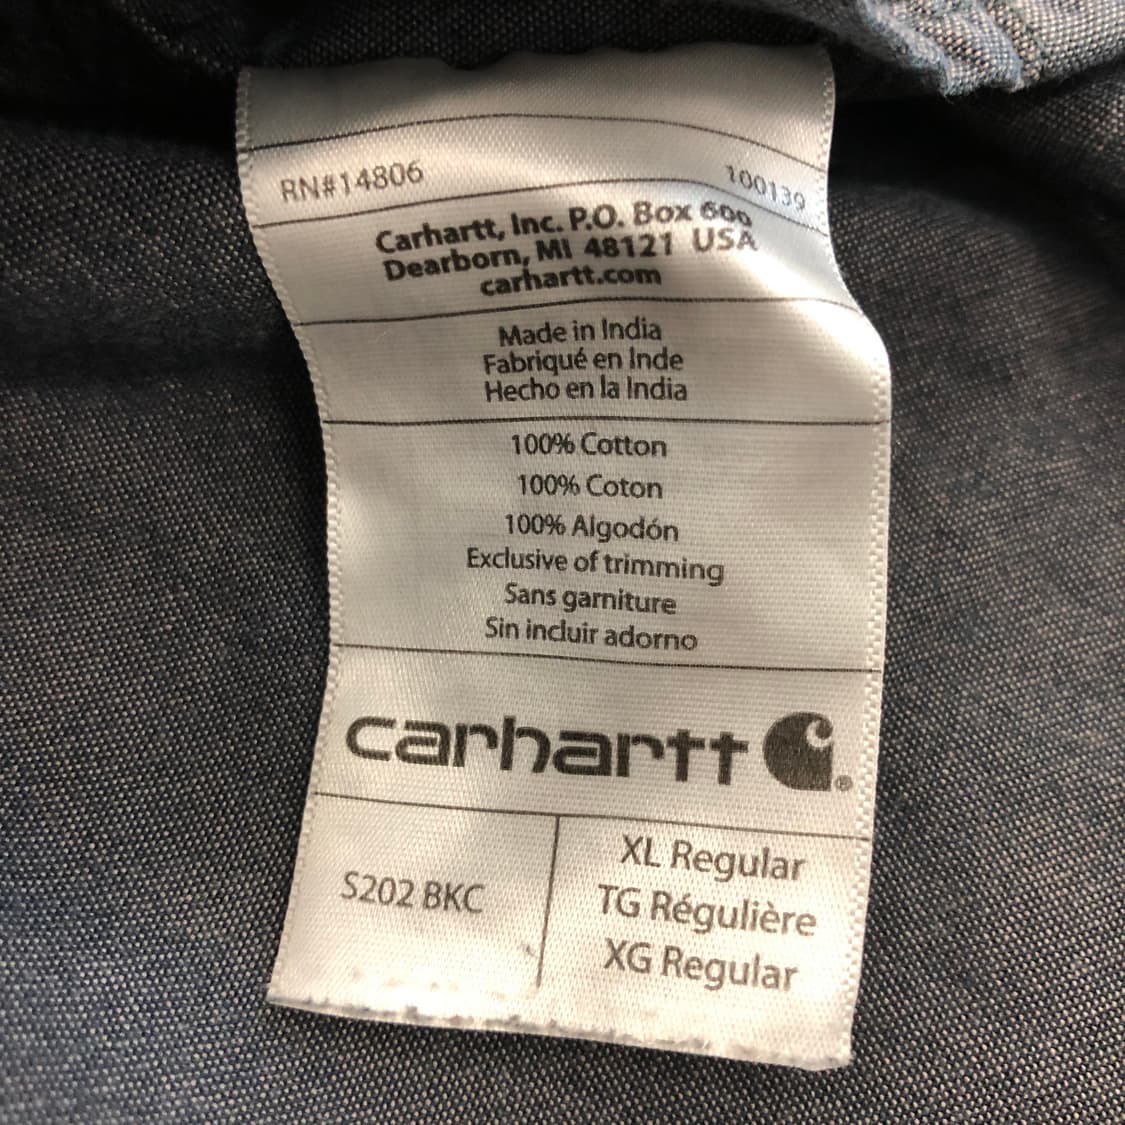 RN#14806 100139
Carhartt, Inc. P.O. Box 600
Dearborn, MI 48121 USA
carhartt.com
Made in India
Fabriqué en Inde
Hecho en la India
100% Cotton
100% Coton
100% Algodón
Exclusive of trimming
Sans garniture
Sin incluir adorno
carhartt ®
S202 BKC
XL Regular
TG Régulière
XG Regular